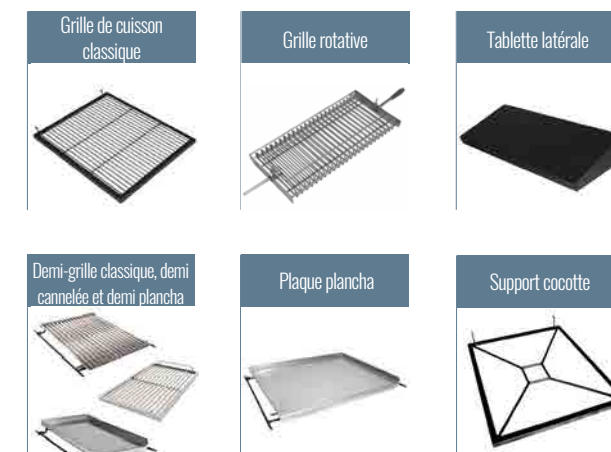 Grille de cuisson
classique
Grille rotative
Tablette latérale
Demi-grille classique, demi
cannelée et demi plancha
Plaque plancha
Support cocotte